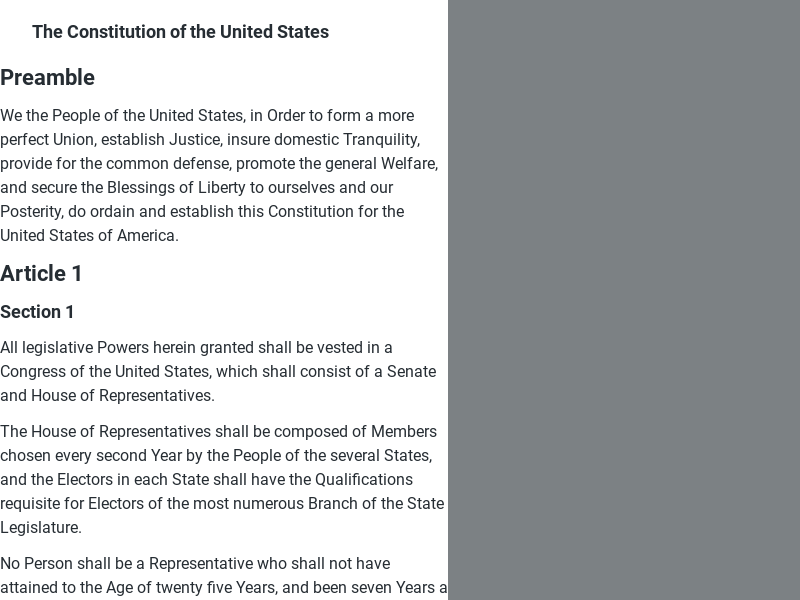 The Constitution of the United States
Preamble
We the People of the United States, in Order to form a more
perfect Union, establish Justice, insure domestic Tranquility,
provide for the common defense, promote the general Welfare,
and secure the Blessings of Liberty to ourselves and our
Posterity, do ordain and establish this Constitution for the
United States of America.
Article 1
Section 1
All legislative Powers herein granted shall be vested in a
Congress of the United States, which shall consist of a Senate
and House of Representatives.
The House of Representatives shall be composed of Members
chosen every second Year by the People of the several States,
and the Electors in each State shall have the Qualifications
requisite for Electors of the most numerous Branch of the State
Legislature.
No Person shall be a Representative who shall not have
attained to the Age of twenty five Years, and been seven Years a